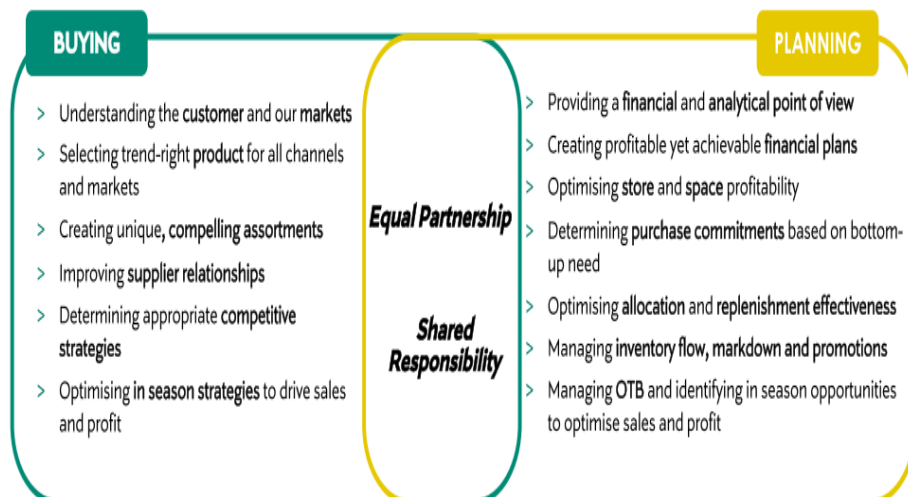 BUYING
> Understanding the customer and our markets
> Selecting trend-right product for all channels
and markets
> Creating unique, compelling assortments
> Improving supplier relationships
> Determining appropriate competitive
strategies
> Optimising in season strategies to drive sales
and profit
Equal Partnership
Shared
Responsibility
PLANNING
> Providing a financial and analytical point of view
> Creating profitable yet achievable financial plans
> Optimising store and space profitability
> Determining purchase commitments based on bottom-
up need
> Optimising allocation and replenishment effectiveness
> Managing inventory flow, markdown and promotions
> Managing OTB and identifying in season opportunities
to optimise sales and profit